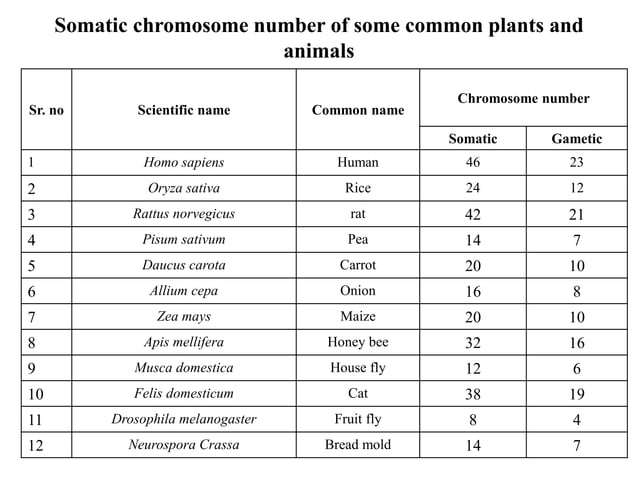 Somatic chromosome number of some common plants and
animals
Sr. no Scientific name Common name Chromosome number
Somatic Gametic
1 Homo sapiens Human 46 23
2 Oryza sativa Rice 24 12
3 Rattus norvegicus rat 42 21
4 Pisum sativum Pea 14 7
5 Daucus carota Carrot 20 10
6 Allium cepa Onion 16 8
7 Zea mays Maize 20 10
8 Apis mellifera Honey bee 32 16
9 Musca domestica House fly 12 6
10 Felis domesticum Cat 38 19
11 Drosophila melanogaster Fruit fly 8 4
12 Neurospora Crassa Bread mold 14 7